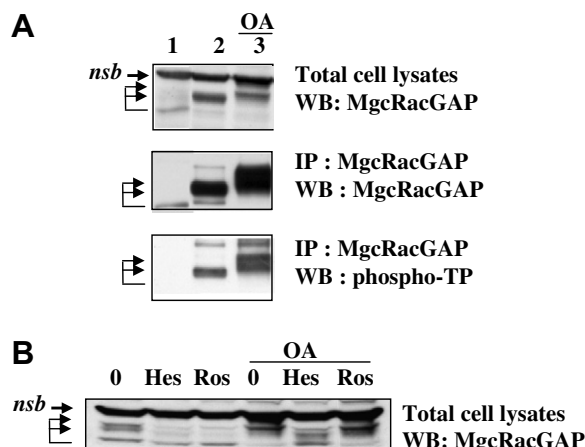 A
OA
1 2 3
nsb
Total cell lysates
WB: MgcRacGAP
IP : MgcRacGAP
WB : MgcRacGAP
IP : MgcRacGAP
WB : phospho-TP
B
OA
0 Hes Ros 0 Hes Ros
nsb
Total cell lysates
WB: MgcRacGAP